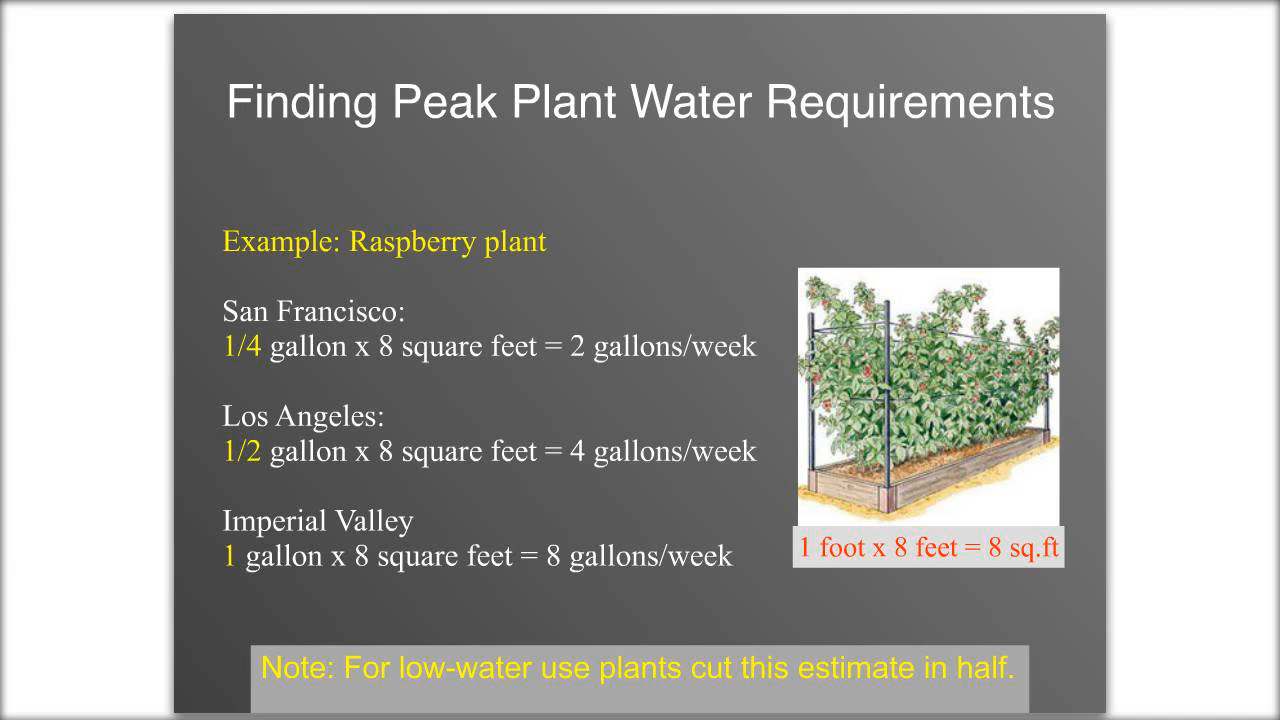 Finding Peak Plant Water Requirements
Example: Raspberry plant
San Francisco:
1/4 gallon x 8 square feet = 2 gallons/week
Los Angeles:
1/2 gallon x 8 square feet = 4 gallons/week
Imperial Valley
1 gallon x 8 square feet = 8 gallons/week
1 foot x 8 feet = 8 sq.ft
Note: For low-water use plants cut this estimate in half.